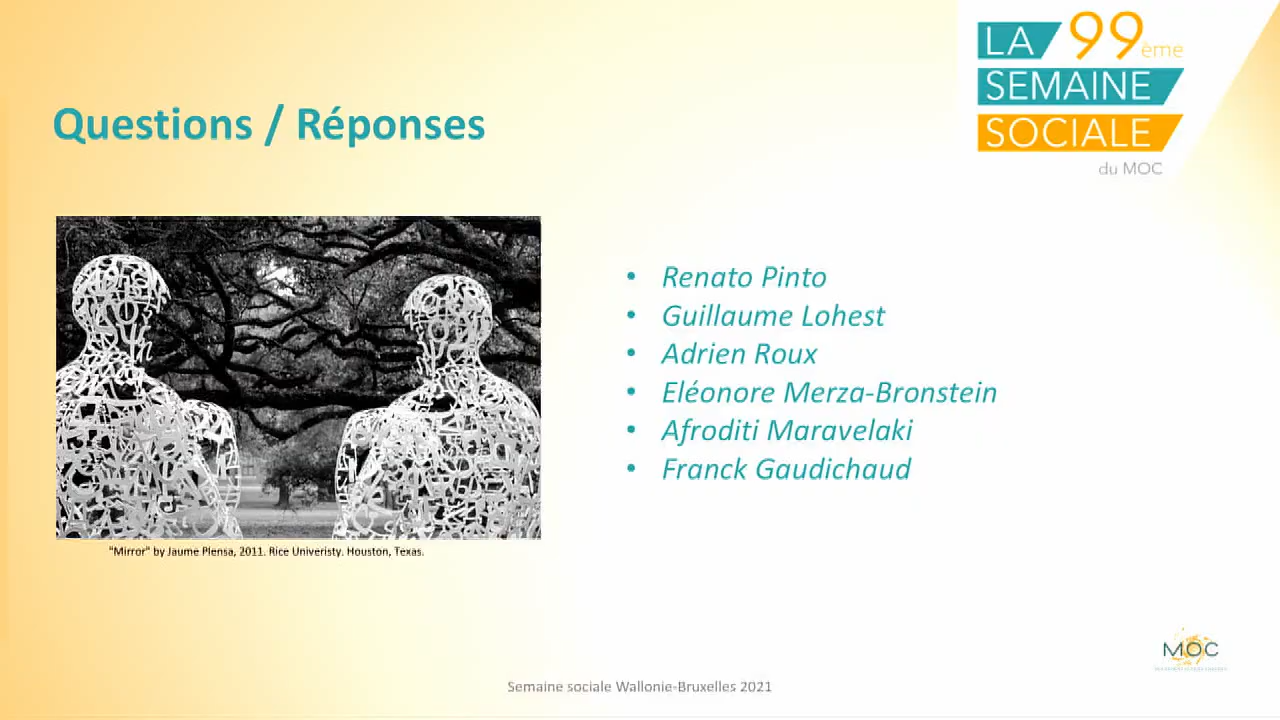 LA 99ème
SEMAINE
SOCIALE
du MOC
Questions / Réponses
• Renato Pinto
• Guillaume Lohest
• Adrien Roux
• Eléonore Merza-Bronstein
• Afroditi Maravelaki
• Franck Gaudichaud
"Mirror" by Jaume Plensa, 2011. Rice Univeristy. Houston, Texas.
MOC
Semaine sociale Wallonie-Bruxelles 2021